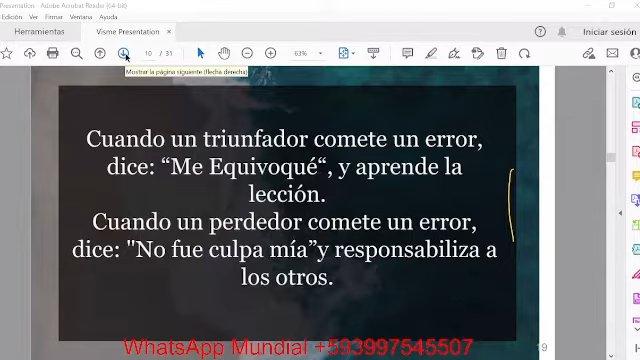 Presentation - Adobe Acrobat Reader (64-bit)
Edición Ver Firmar Ventana Ayuda
Herramientas Visme Presentation × Iniciar sesión
10 / 31 63%
Mostrar la página siguiente (flecha derecha)
Cuando un triunfador comete un error,
dice: “Me Equivoqué“, y aprende la
lección.
Cuando un perdedor comete un error,
dice: "No fue culpa mía”y responsabiliza a
los otros.
WhatsApp Mundial +593997545507
9